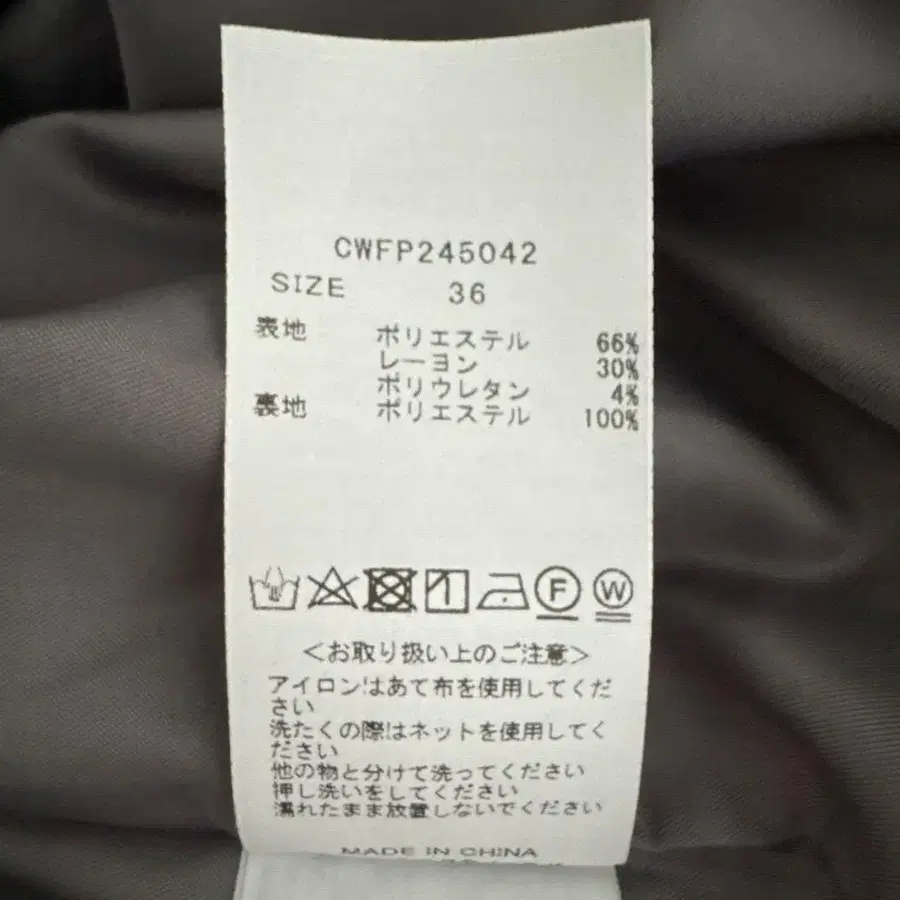 CWFP245042
SIZE 36
表地 ポリエステル 66%
レーヨン 30%
ポリウレタン 4%
裏地 ポリエステル 100%
F W
<お取り扱い上のご注意>
アイロンはあて布を使用してくだ
さい
洗たくの際はネットを使用してく
ださい
他の物と分けて洗ってください
押し洗いをしてください
濡れたまま放置しないでください
MADE IN CHINA